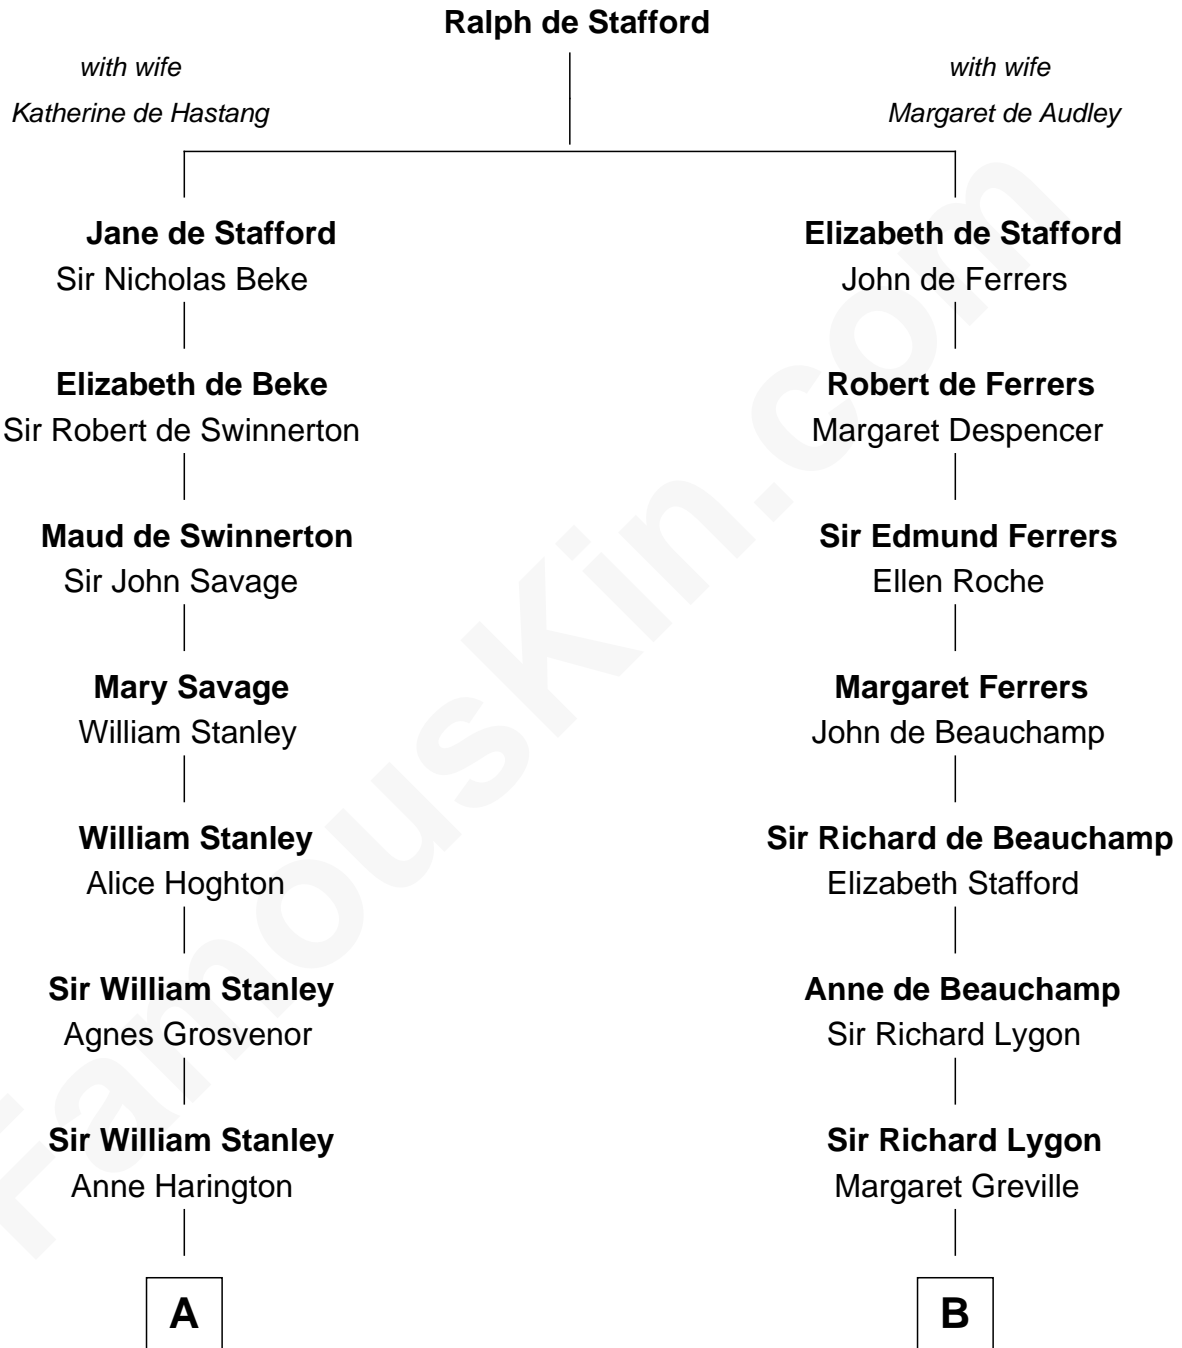 Ralph de Stafford
with wife
Katherine de Hastang
with wife
Margaret de Audley
Jane de Stafford
Sir Nicholas Beke
Elizabeth de Stafford
John de Ferrers
Elizabeth de Beke
Sir Robert de Swinnerton
Robert de Ferrers
Margaret Despencer
Maud de Swinnerton
Sir John Savage
Sir Edmund Ferrers
Ellen Roche
Mary Savage
William Stanley
Margaret Ferrers
John de Beauchamp
William Stanley
Alice Hoghton
Sir Richard de Beauchamp
Elizabeth Stafford
Sir William Stanley
Agnes Grosvenor
Anne de Beauchamp
Sir Richard Lygon
Sir William Stanley
Anne Harington
Sir Richard Lygon
Margaret Greville
A
B
FamousKin.com